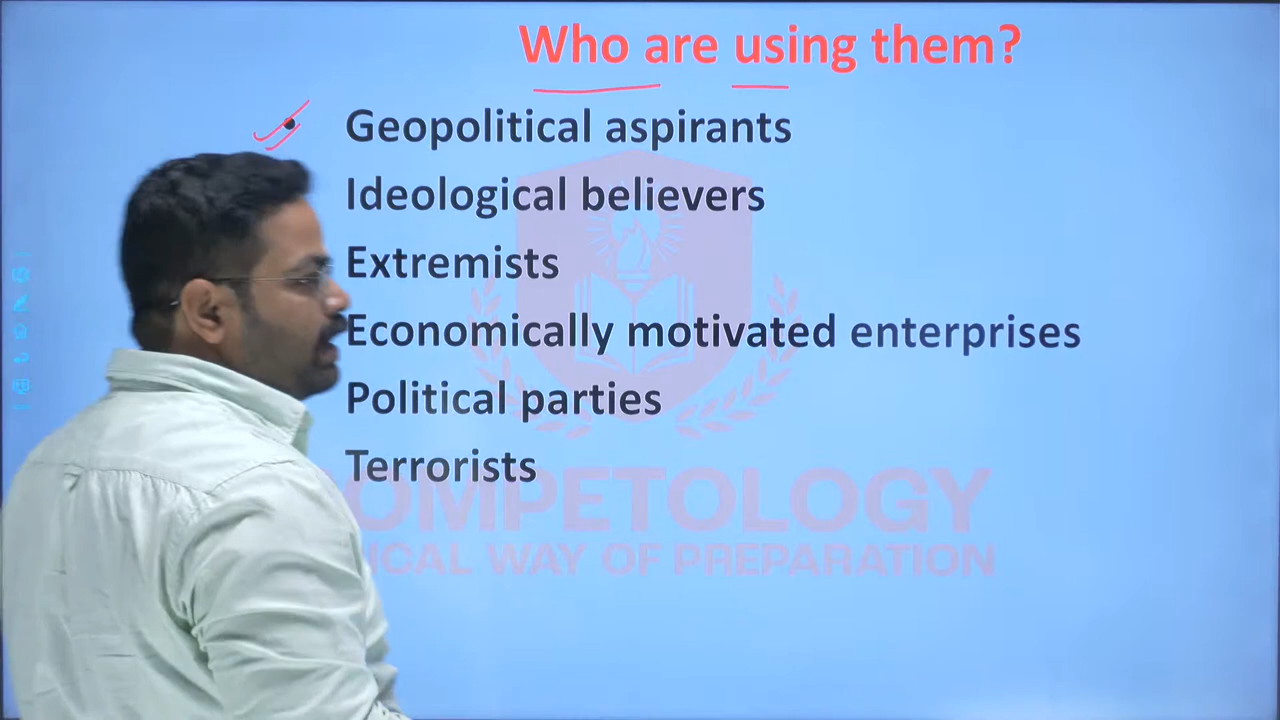 Who are using them?
Geopolitical aspirants
Ideological believers
Extremists
Economically motivated enterprises
Political parties
Terrorists
OMPETOLOGY
ICAL WAY OF PREPARATION